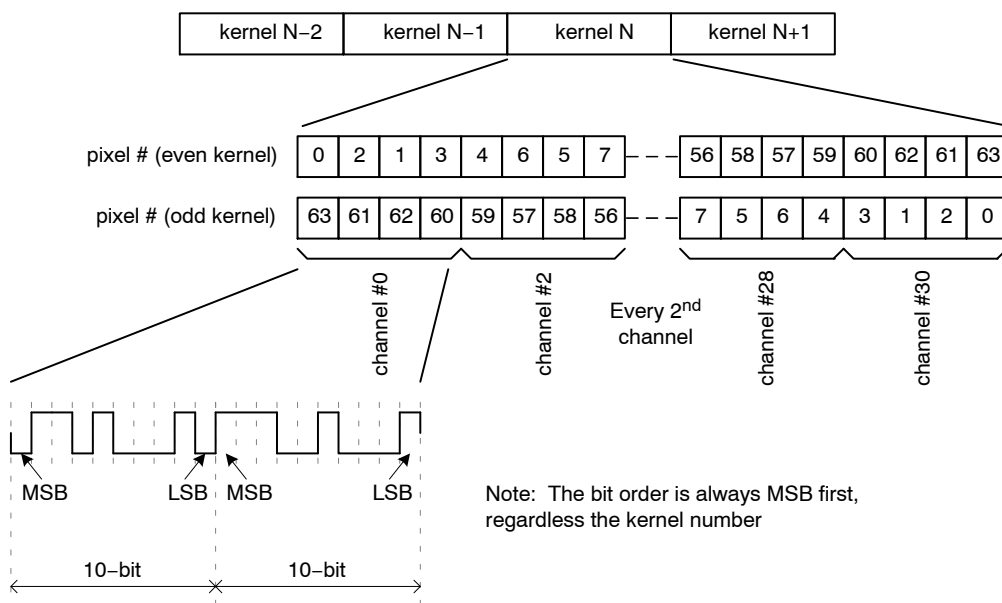 kernel N−2 kernel N−1 kernel N kernel N+1
pixel # (even kernel) 0 2 1 3 4 6 5 7 56 58 57 59 60 62 61 63
pixel # (odd kernel) 63 61 62 60 59 57 58 56 7 5 6 4 3 1 2 0
channel #0
channel #2
Every 2nd
channel
channel #28
channel #30
MSB LSB MSB LSB
Note: The bit order is always MSB first,
regardless the kernel number
10−bit 10−bit